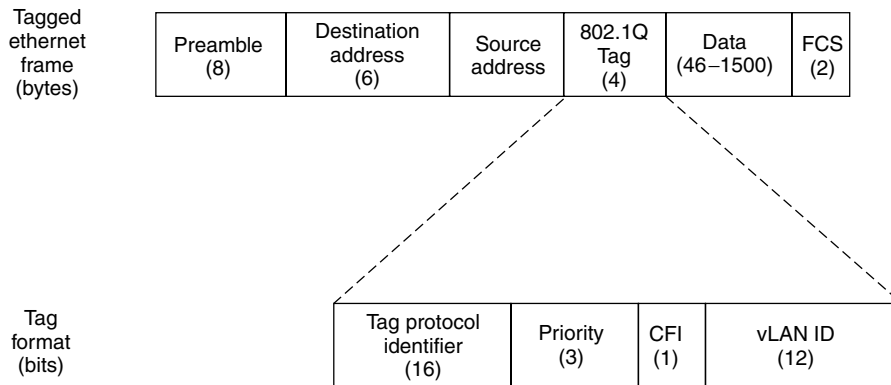 Tagged
ethernet
frame
(bytes)
Preamble
(8)
Destination
address
(6)
Source
address
802.1Q
Tag
(4)
Data
(46–1500)
FCS
(2)
Tag
format
(bits)
Tag protocol
identifier
(16)
Priority
(3)
CFI
(1)
vLAN ID
(12)